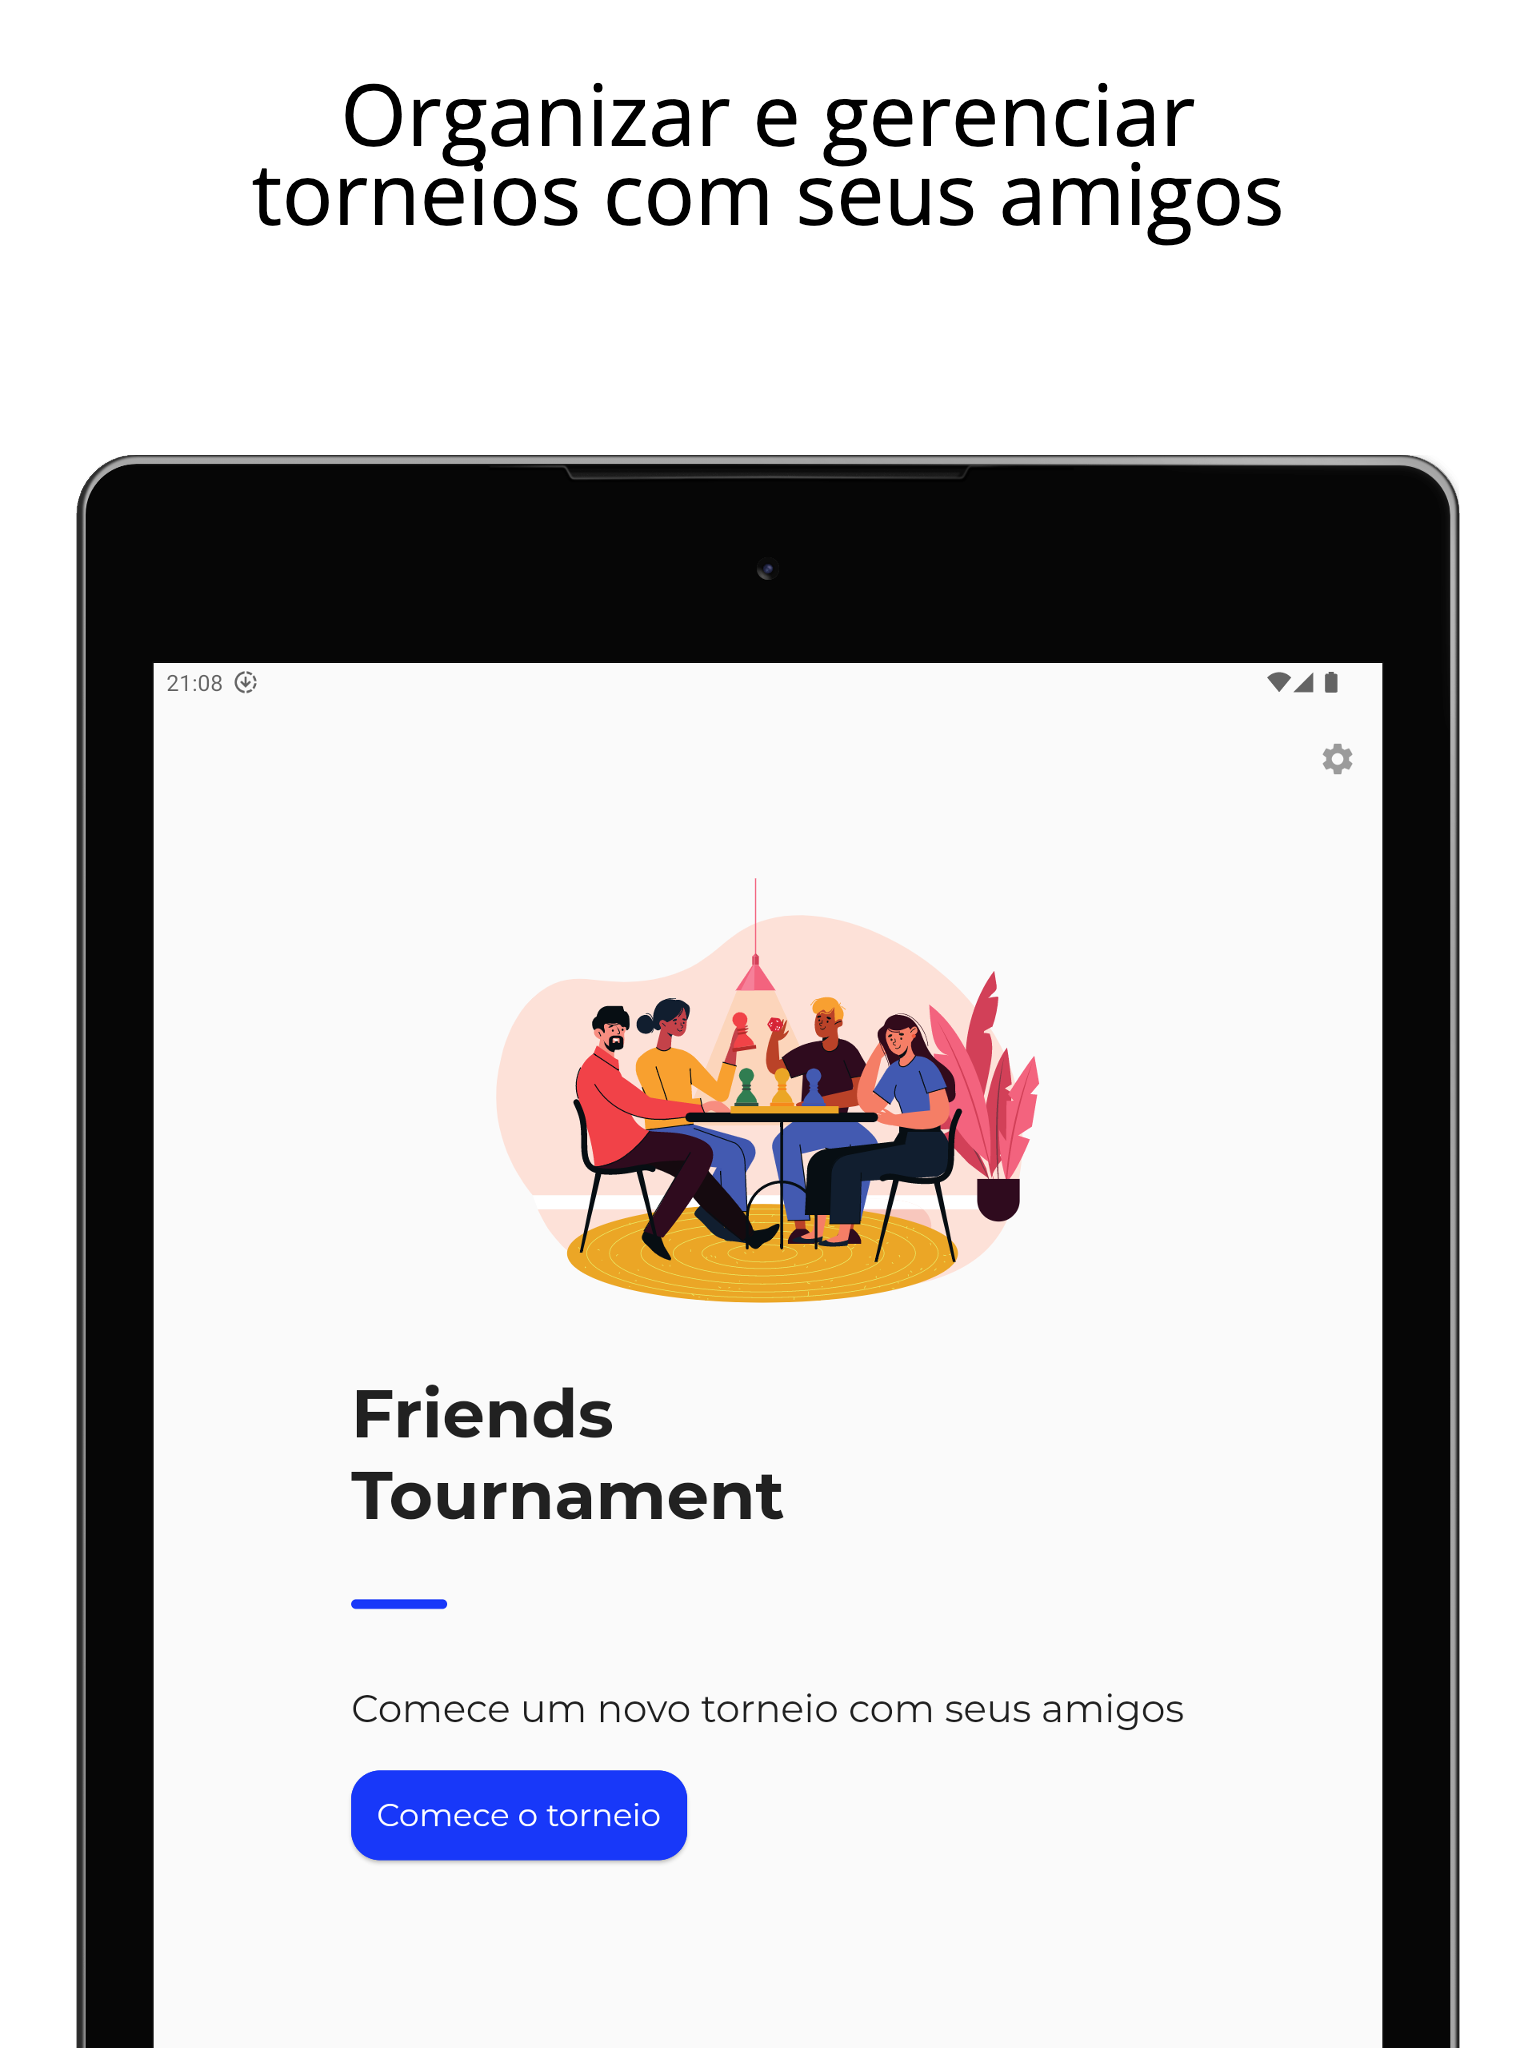 Organizar e gerenciar
torneios com seus amigos
21:08
Friends
Tournament
Comece um novo torneio com seus amigos
Comece o torneio